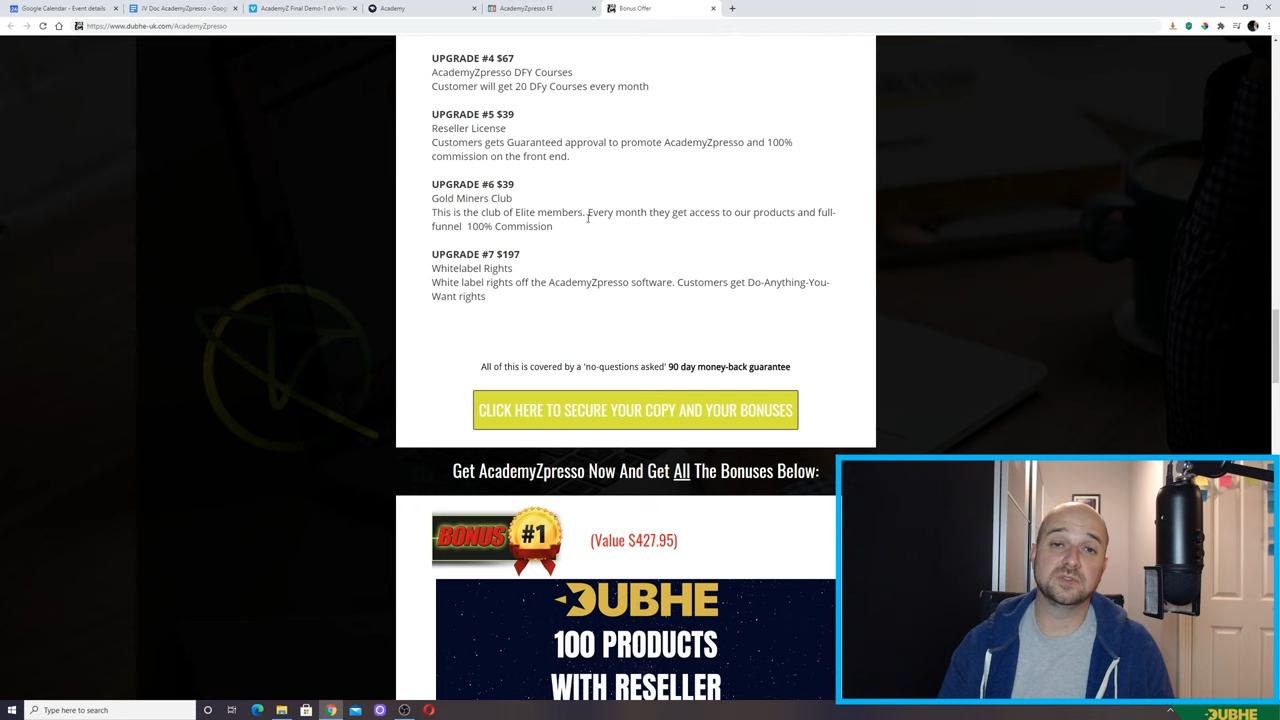 Google Calendar - Event details
JV Doc AcademyZpresso - Goog
AcademyZ Final Demo-1 on Vim
Academy
AcademyZpresso FE
Bonus Offer
https://www.dubhe-uk.com/AcademyZpresso
UPGRADE #4 $67
AcademyZpresso DFY Courses
Customer will get 20 DFy Courses every month
UPGRADE #5 $39
Reseller License
Customers gets Guaranteed approval to promote AcademyZpresso and 100%
commission on the front end.
UPGRADE #6 $39
Gold Miners Club
This is the club of Elite members. Every month they get access to our products and full-
funnel 100% Commission
UPGRADE #7 $197
Whitelabel Rights
White label rights off the AcademyZpresso software. Customers get Do-Anything-You-
Want rights
All of this is covered by a 'no-questions asked' 90 day money-back guarantee
CLICK HERE TO SECURE YOUR COPY AND YOUR BONUSES
Get AcademyZpresso Now And Get All The Bonuses Below:
BONUS #1
(Value $427.95)
DUBHE
100 PRODUCTS
WITH RESELLER
Type here to search
DUBHE